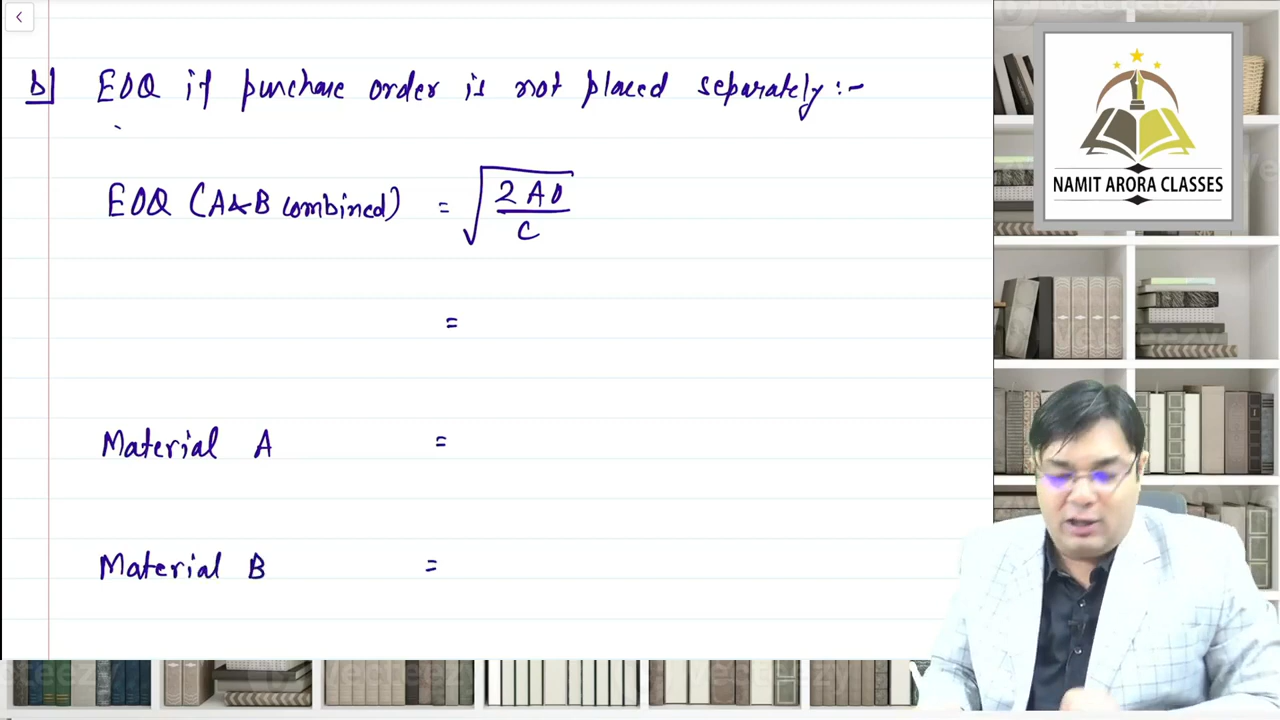 b] EOQ if purchase order is not placed separately :-
EOQ (A&B combined) = √2AO/C
=
Material A =
Material B =
NAMIT ARORA CLASSES